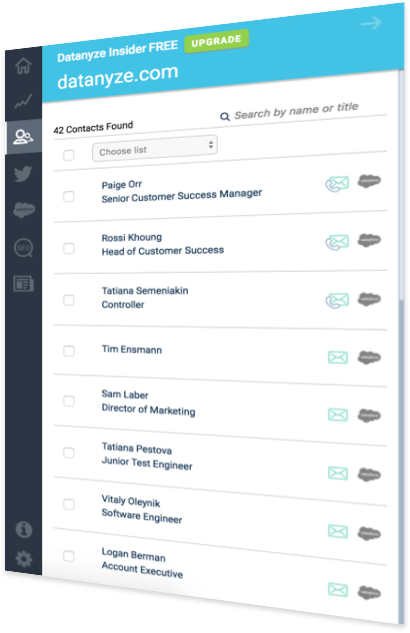 Datanyze Insider FREE UPGRADE
datanyze.com
42 Contacts Found
Search by name or title
Choose list
Paige Orr
Senior Customer Success Manager
Rossi Khoung
Head of Customer Success
Tatiana Semeniakin
Controller
Tim Ensmann
Sam Laber
Director of Marketing
Tatiana Pestova
Junior Test Engineer
Vitaly Oleynik
Software Engineer
Logan Berman
Account Executive
SEO